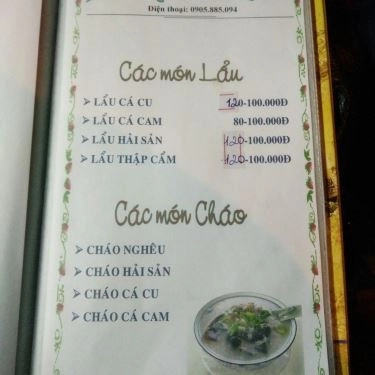 Điện thoại: 0905.885.094
Các món Lẩu
LẨU CÁ CU 120-100.000Đ
LẨU CÁ CAM 80-100.000Đ
LẨU HẢI SẢN 120-100.000Đ
LẨU THẬP CẨM 120-100.000Đ
Các món Cháo
CHÁO NGHÊU
CHÁO HẢI SẢN
CHÁO CÁ CU
CHÁO CÁ CAM